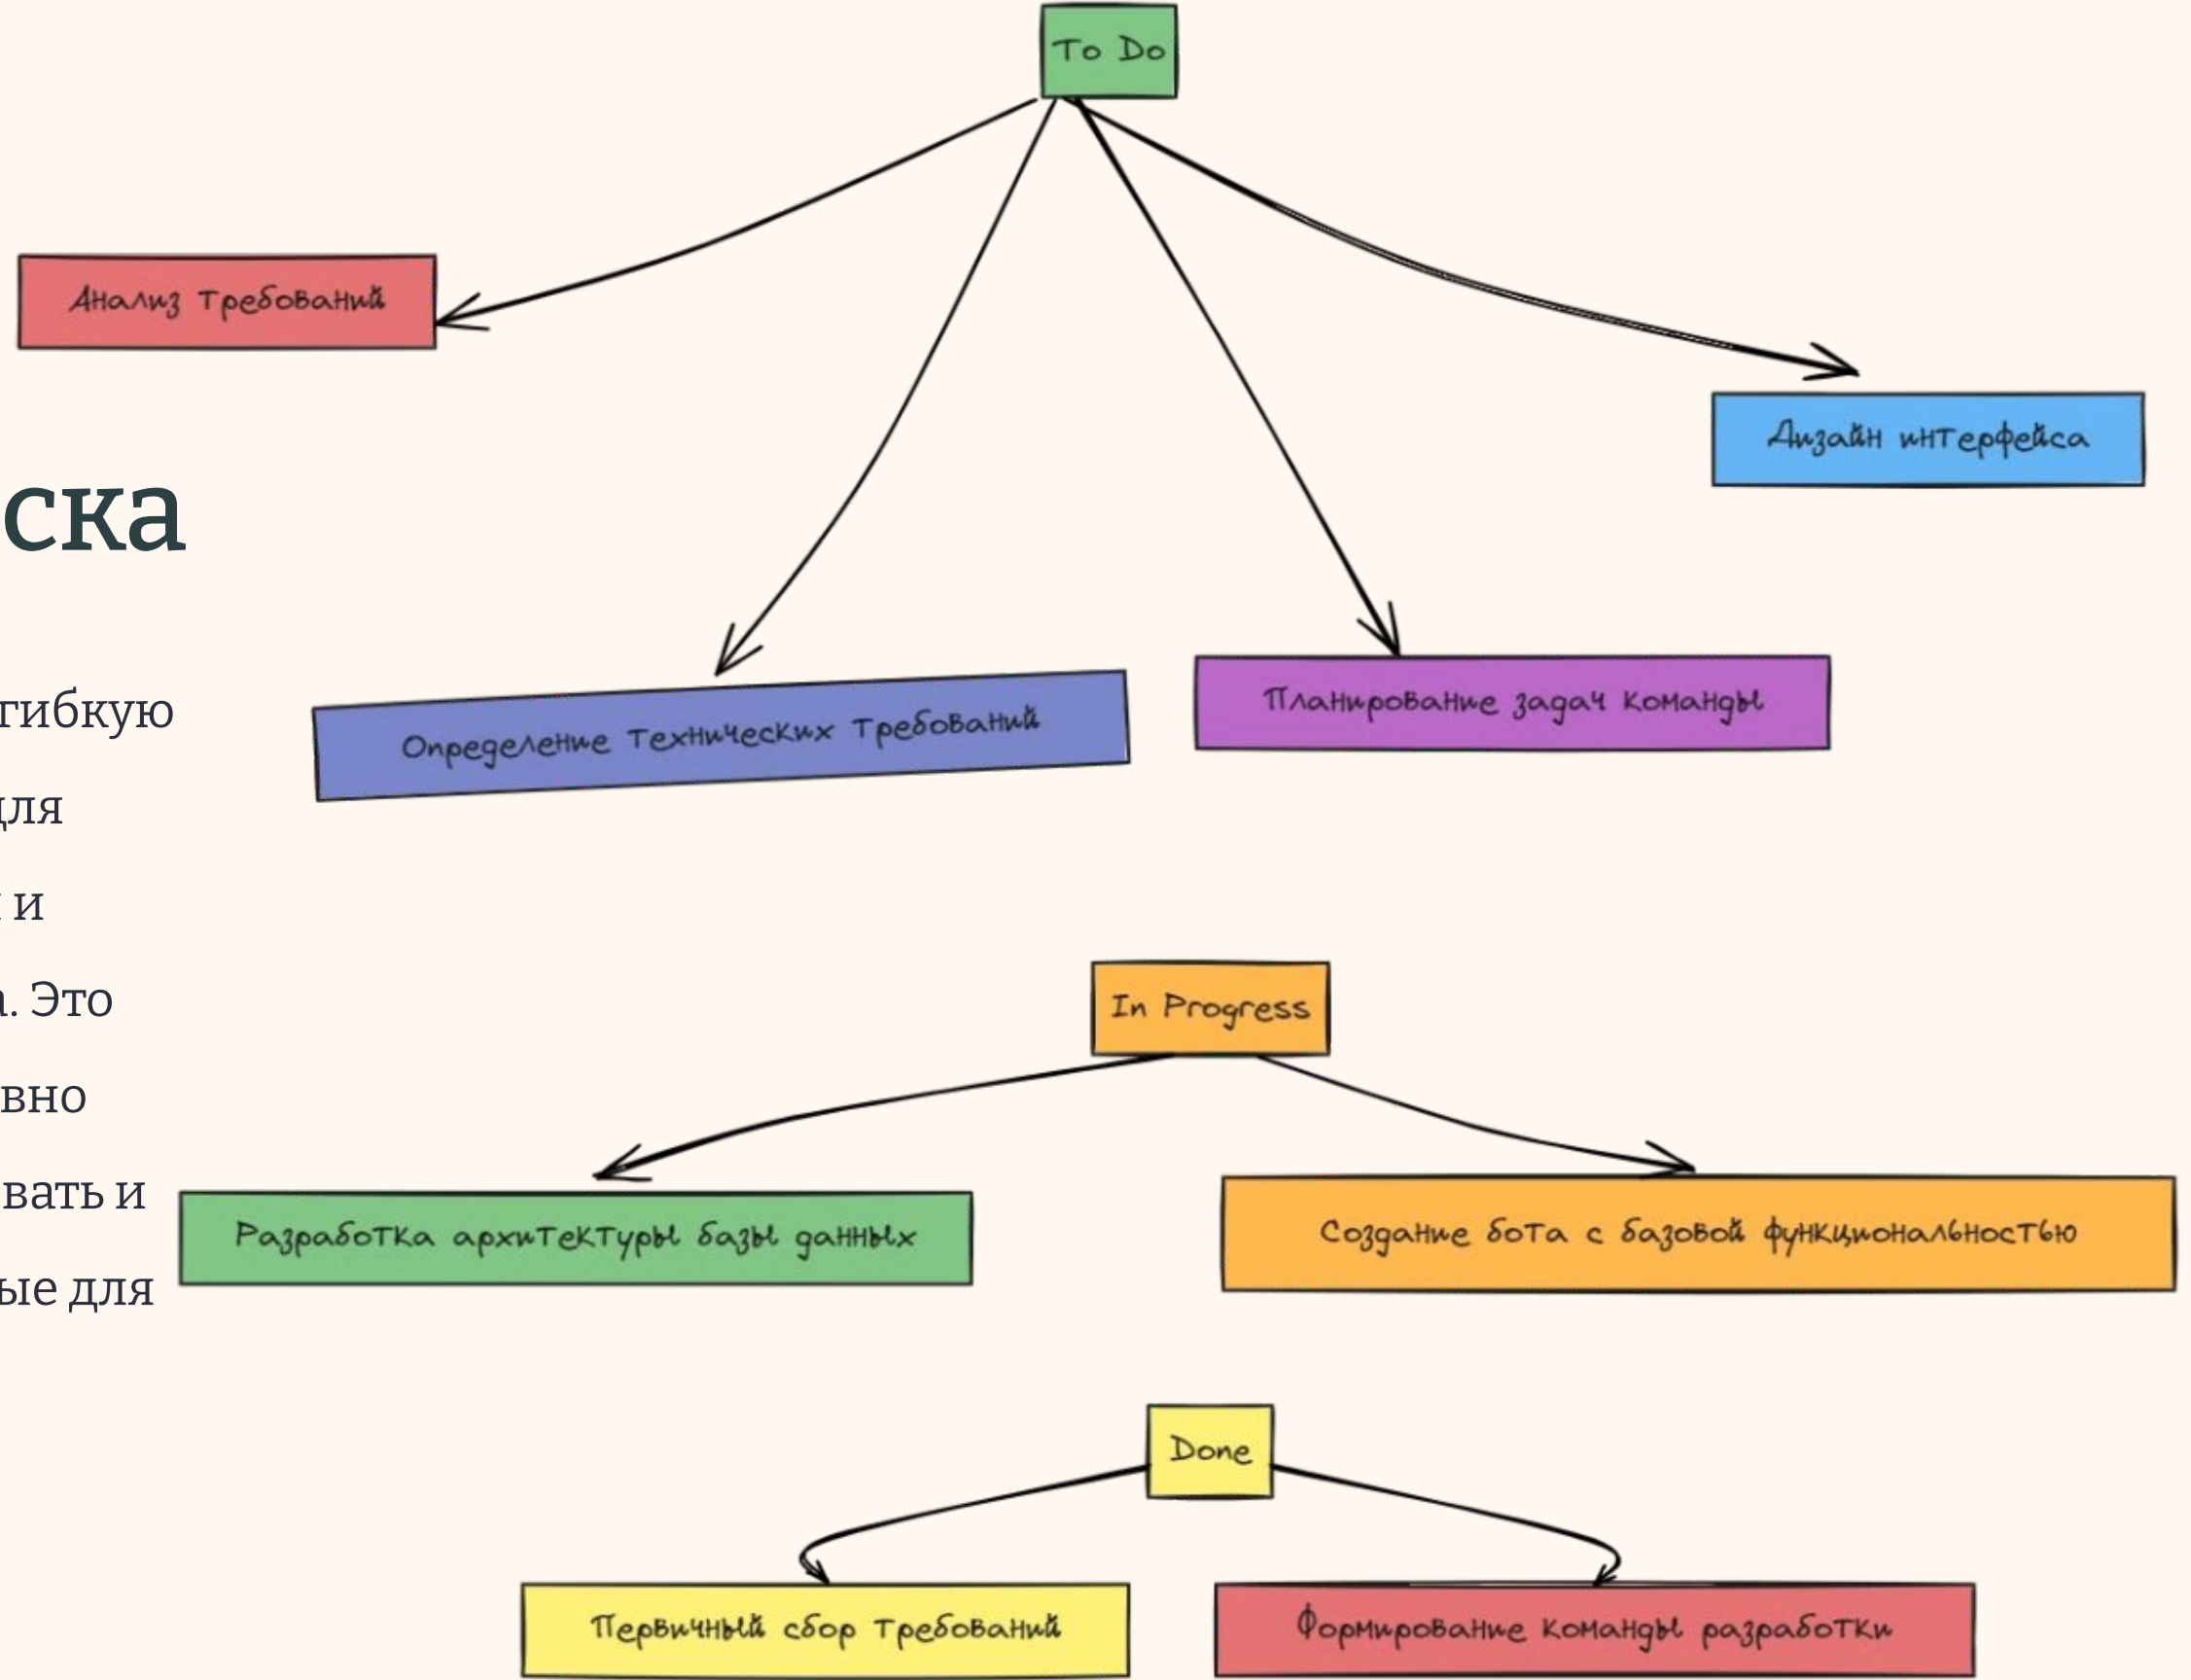 To Do
Анализ требований
Дизайн интерфейса
Определение технических требований
Планирование задач команды
In Progress
Разработка архитектуры базы данных
Создание бота с базовой функциональностью
Done
Первичный сбор требований
Формирование команды разработки
ска
гибкую
для
и
а. Это
вно
вать и
ые для